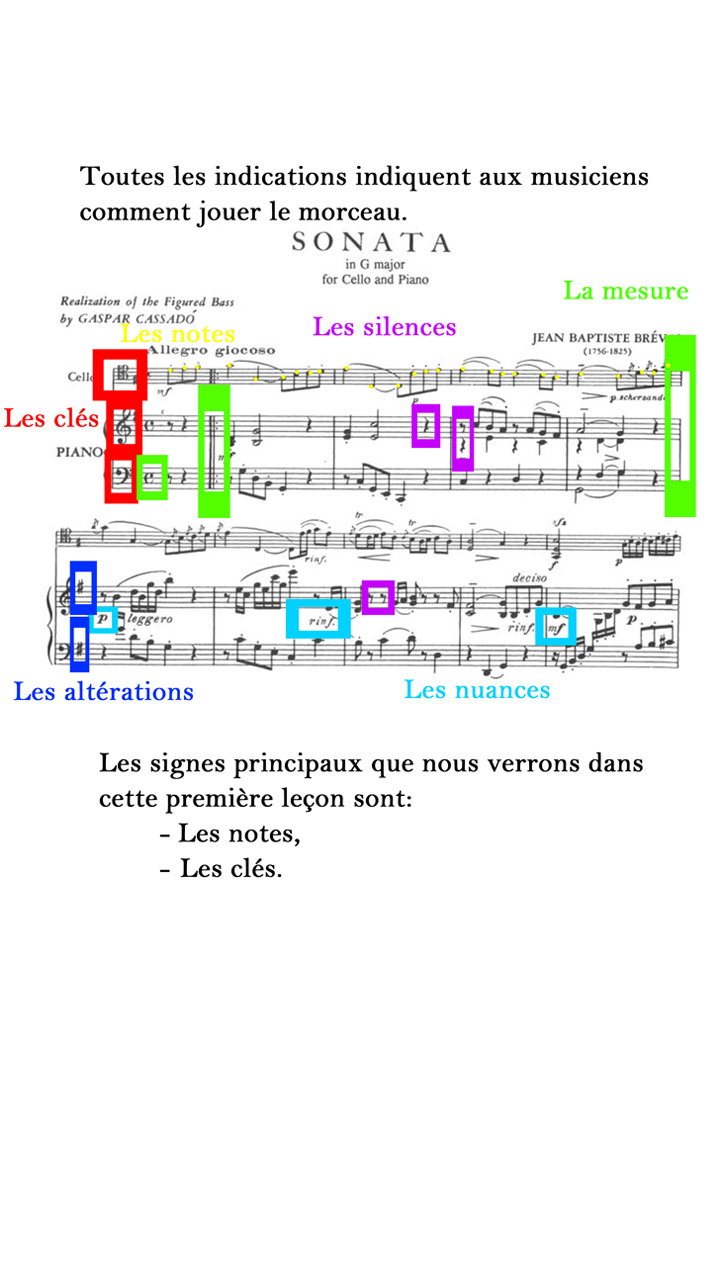 Toutes les indications indiquent aux musiciens
comment jouer le morceau.
SONATA
in G major
for Cello and Piano
La mesure
Realization of the Figured Bass
by GASPAR CASSADÓ
Les notes
Les silences
JEAN BAPTISTE
(1756-1825)
Allegro giocoso
Cello
mf
p
p scherzando
Les clés
PIANO
mf
rinf.
tr
tr
f
p
deciso
p
leggero
rinf.
rinf.
mf
p
Les altérations
Les nuances
Les signes principaux que nous verrons dans
cette première leçon sont:
– Les notes,
– Les clés.